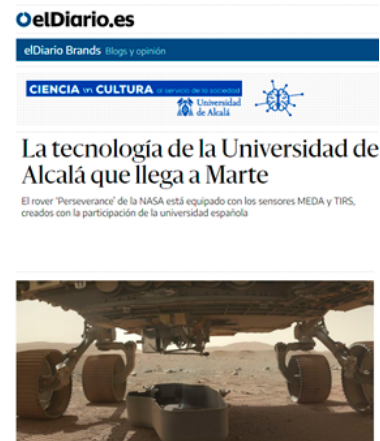 elDiario.es
elDiario Brands Blogs y opinión
CIENCIA en CULTURA al servicio de la sociedad
Universidad
de Alcalá
La tecnología de la Universidad de
Alcalá que llega a Marte
El rover 'Perseverance' de la NASA está equipado con los sensores MEDA y TIRS,
creados con la participación de la universidad española